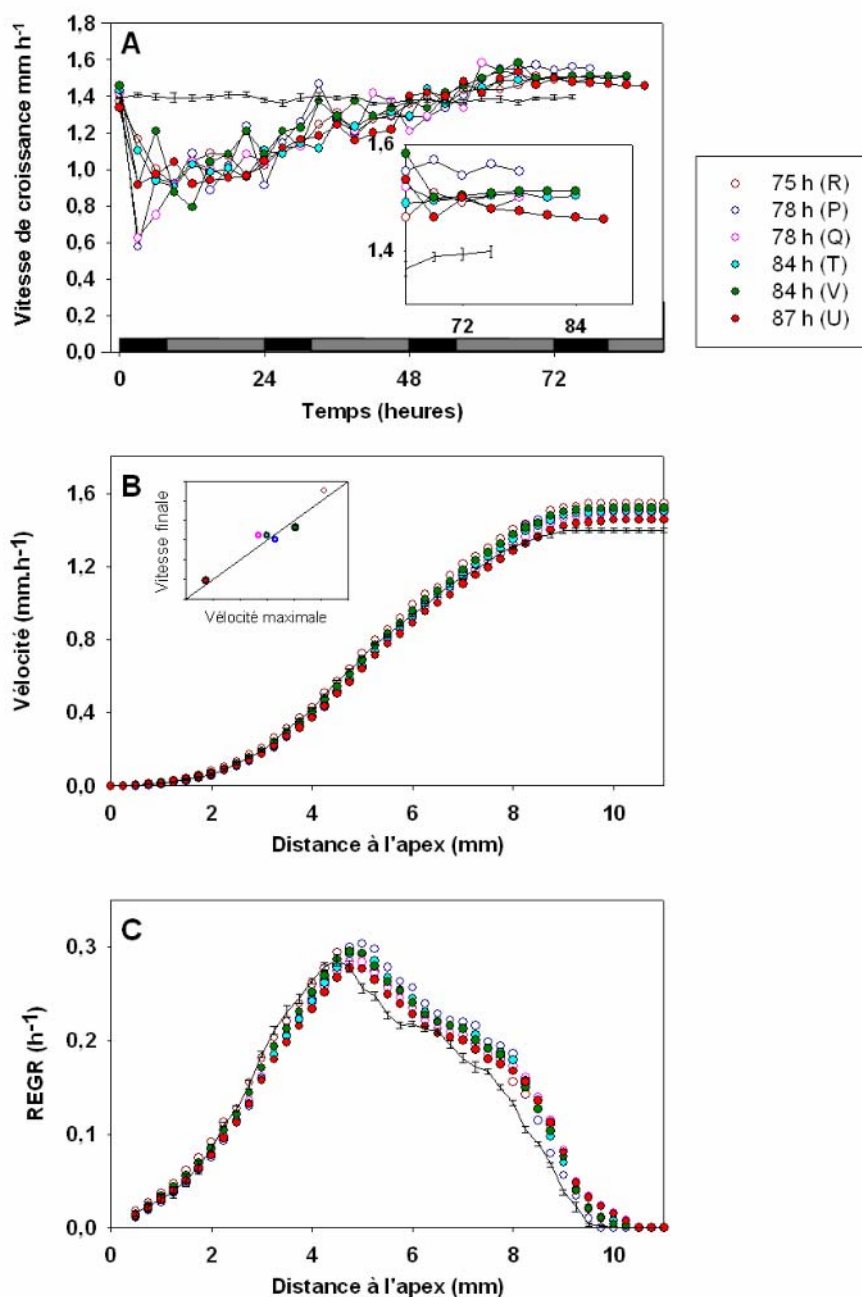 A
Vitesse de croissance mm h-1
1,8
1,6
1,4
1,2
1,0
0,8
0,6
0,4
0.2
0,0
1,6
1,4
72
84
0
24
48
72
Temps (heures)
75 h (R)
78 h (P)
78 h (Q)
84 h (T)
84 h (V)
87 h (U)
B
Vélocité (mm.h-1)
1.6
1.2
0.8
0.4
0,0
Vitesse finale
Vélocité maximale
0
2
4
6
8
10
Distance à l'apex (mm)
C
REGR (h-1)
0.3
0.2
0.1
0,0
0
2
4
6
8
10
Distance à l'apex (mm)